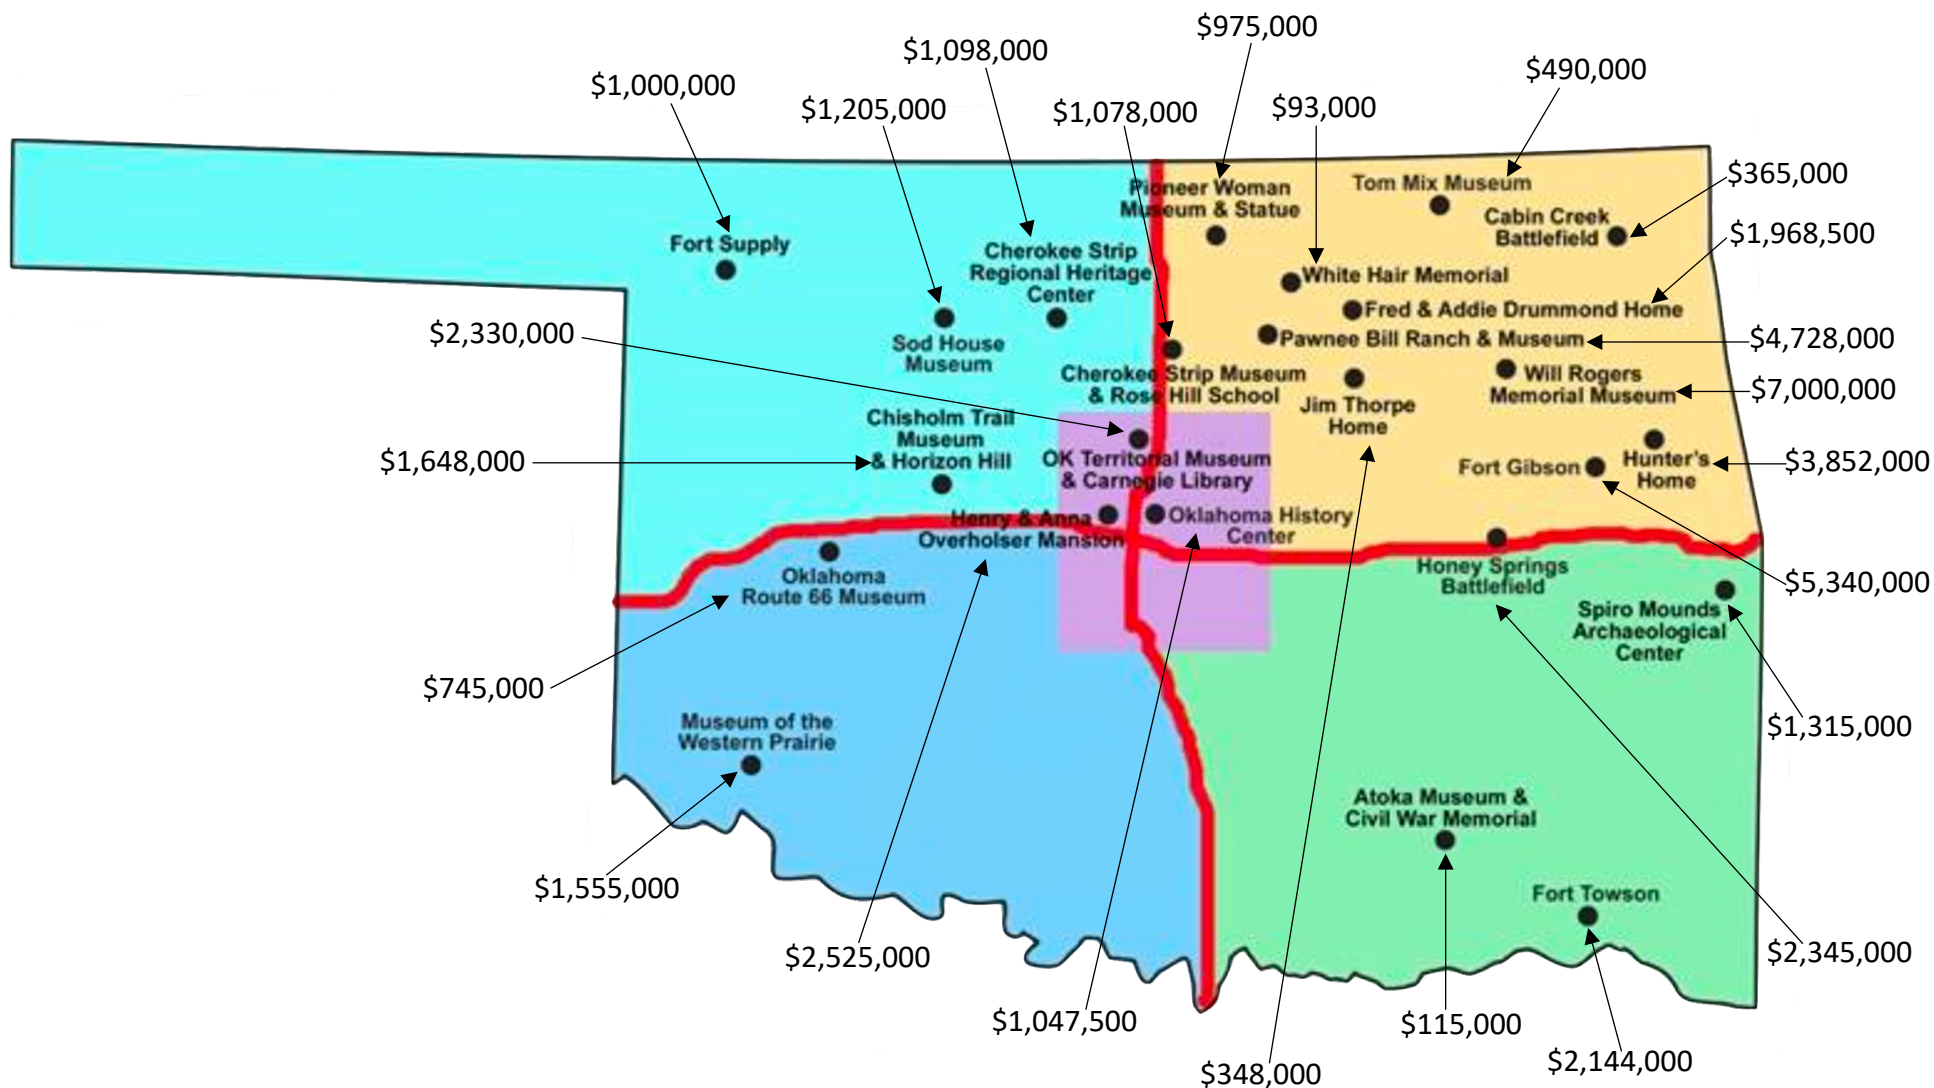 $975,000
$1,098,000
$490,000
$1,000,000
$1,205,000
$1,078,000
$93,000
$365,000
Pioneer Woman
Museum & Statue
Tom Mix Museum
Cabin Creek
Battlefield
$1,968,500
Fort Supply
Cherokee Strip
Regional Heritage
Center
White Hair Memorial
Fred & Addie Drummond Home
$2,330,000
Sod House
Museum
Pawnee Bill Ranch & Museum
$4,728,000
Cherokee Strip Museum
& Rose Hill School
Jim Thorpe
Home
Will Rogers
Memorial Museum
$7,000,000
Chisholm Trail
Museum
& Horizon Hill
$1,648,000
OK Territorial Museum
& Carnegie Library
Fort Gibson
Hunter's
Home
$3,852,000
Henry & Anna
Overholser Mansion
Oklahoma History
Center
Oklahoma
Route 66 Museum
Honey Springs
Battlefield
$5,340,000
Spiro Mounds
Archaeological
Center
$745,000
Museum of the
Western Prairie
$1,315,000
Atoka Museum &
Civil War Memorial
$1,555,000
Fort Towson
$2,525,000
$2,345,000
$1,047,500
$115,000
$2,144,000
$348,000